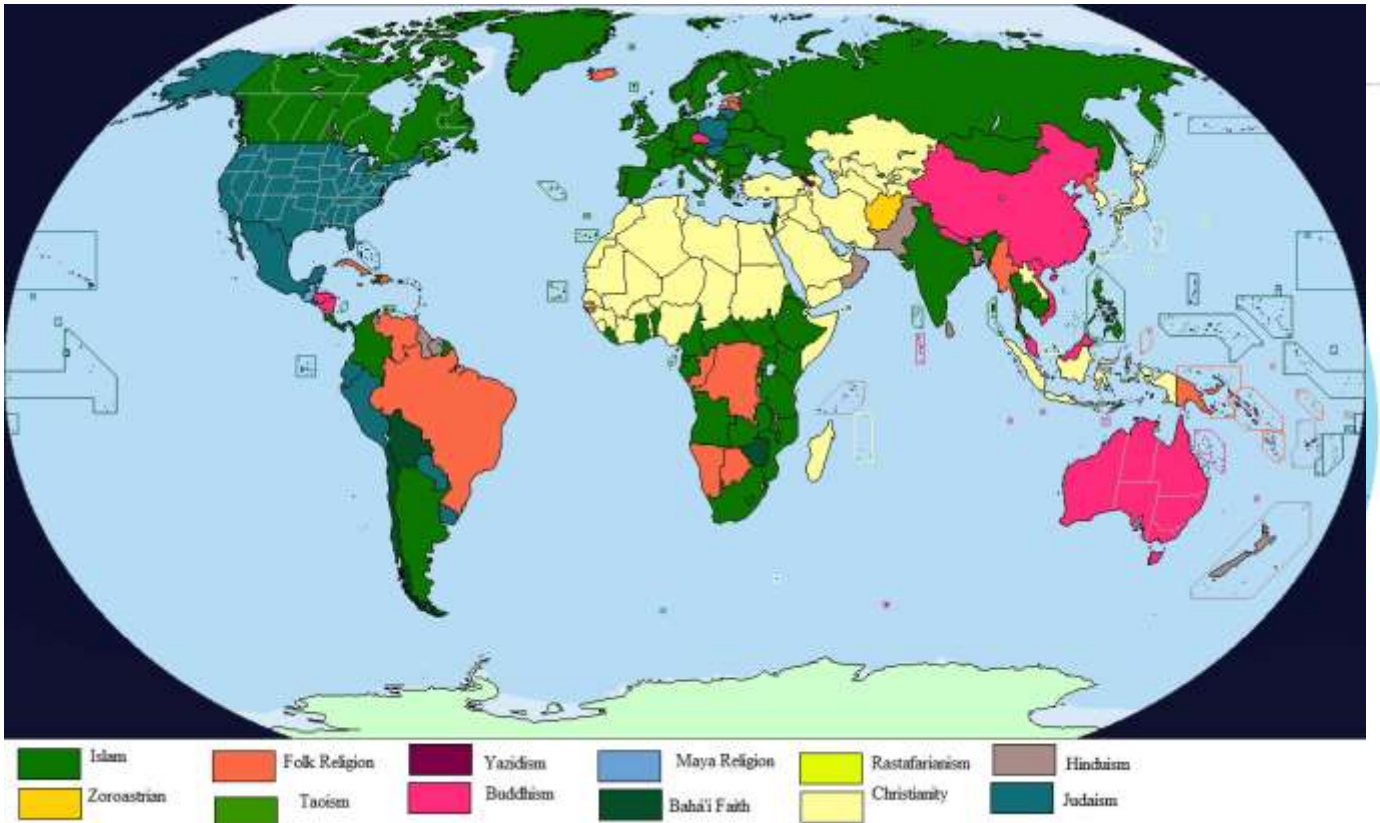 Islam
Folk Religion
Yazidism
Maya Religion
Rastafarianism
Hinduism
Zoroastrian
Taoism
Buddhism
Bahá'i Faith
Christianity
Judaism